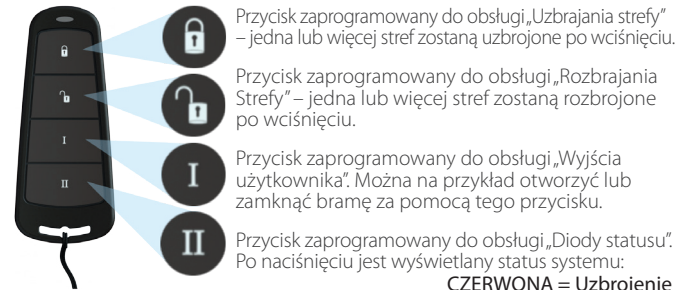 Przycisk zaprogramowany do obsługi „Uzbrajania strefy”
– jedna lub więcej stref zostaną uzbrojone po wciśnięciu.
Przycisk zaprogramowany do obsługi „Rozbrajania
Strefy” – jedna lub więcej stref zostaną rozbrojone
po wciśnięciu.
I
I
Przycisk zaprogramowany do obsługi „Wyjścia
użytkownika”. Można na przykład otworzyć lub
zamknąć bramę za pomocą tego przycisku.
II
II
Przycisk zaprogramowany do obsługi „Diody statusu”.
Po naciśnięciu jest wyświetlany status systemu:
CZERWONA = Uzbrojenie